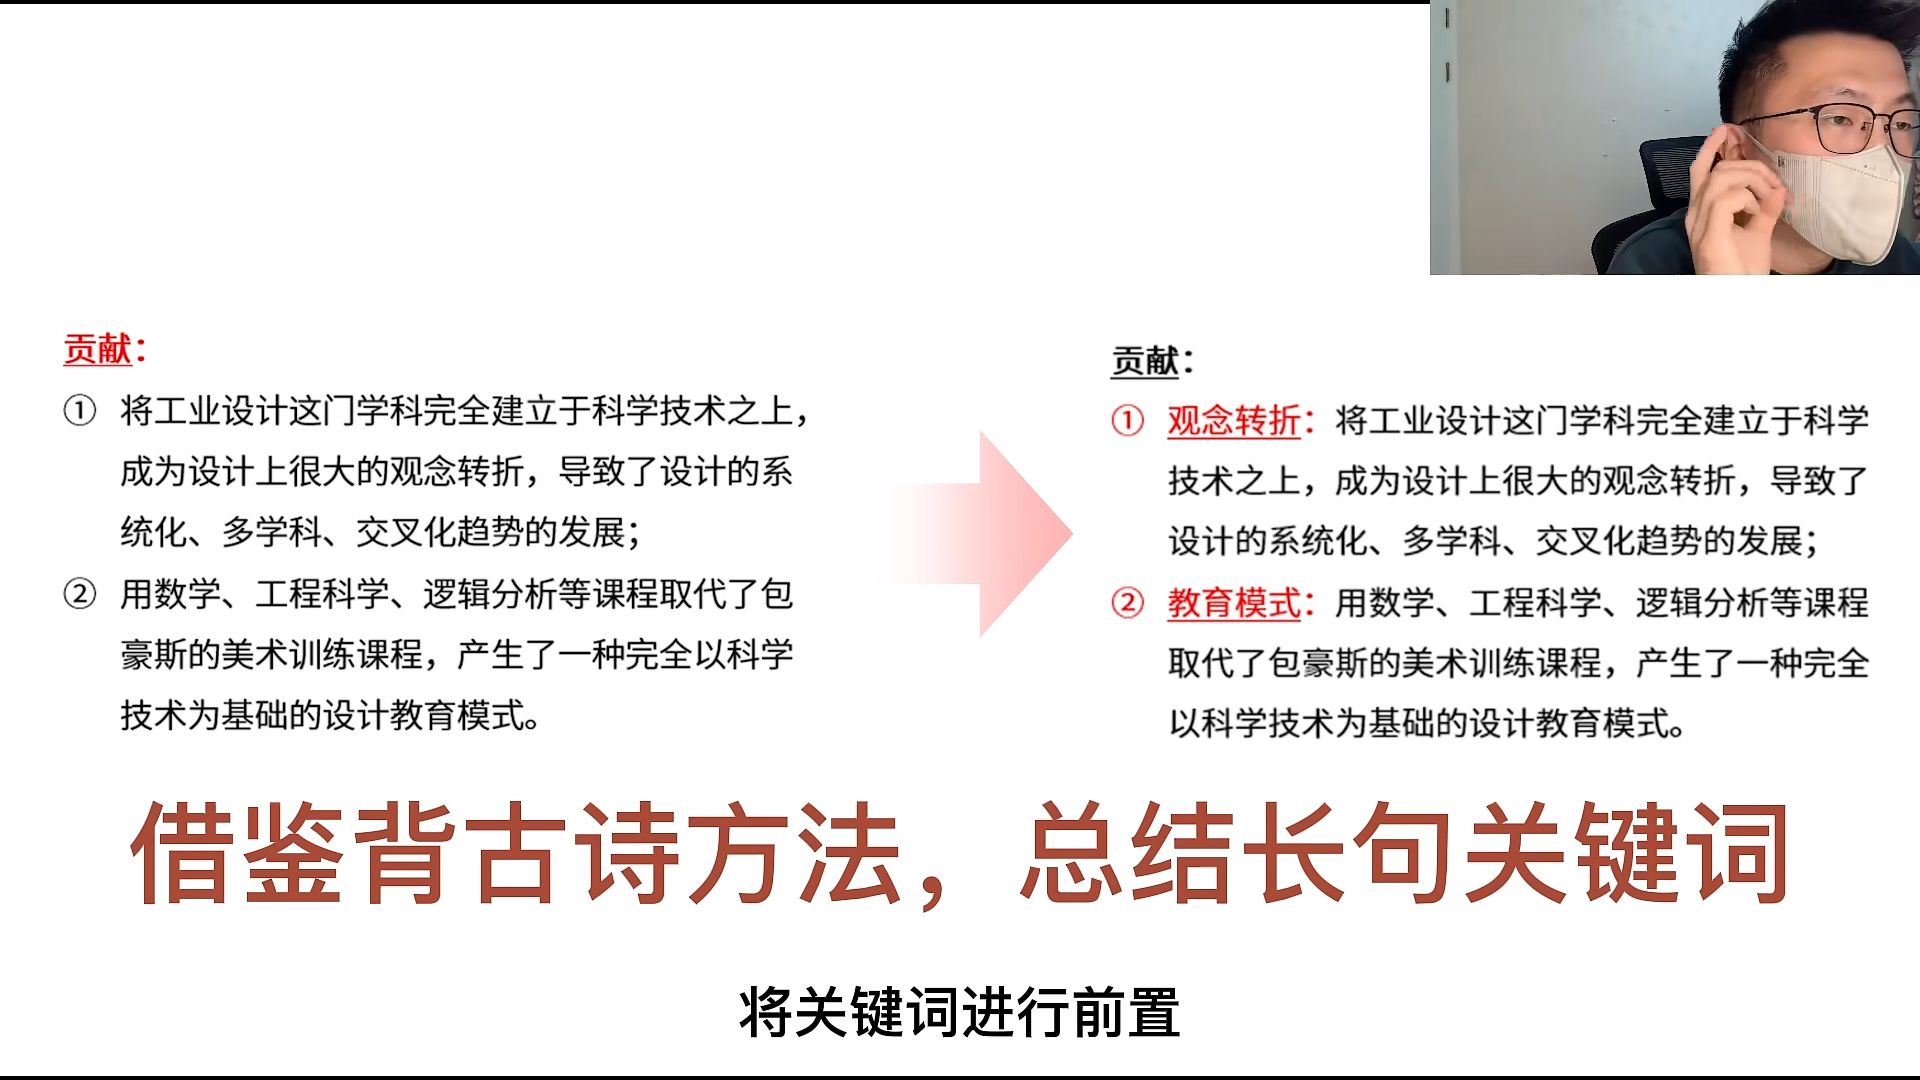 贡献：
① 将工业设计这门学科完全建立于科学技术之上，
成为设计上很大的观念转折，导致了设计的系
统化、多学科、交叉化趋势的发展；
② 用数学、工程科学、逻辑分析等课程取代了包
豪斯的美术训练课程，产生了一种完全以科学
技术为基础的设计教育模式。
贡献：
① 观念转折：将工业设计这门学科完全建立于科学
技术之上，成为设计上很大的观念转折，导致了
设计的系统化、多学科、交叉化趋势的发展；
② 教育模式：用数学、工程科学、逻辑分析等课程
取代了包豪斯的美术训练课程，产生了一种完全
以科学技术为基础的设计教育模式。
借鉴背古诗方法，总结长句关键词
将关键词进行前置